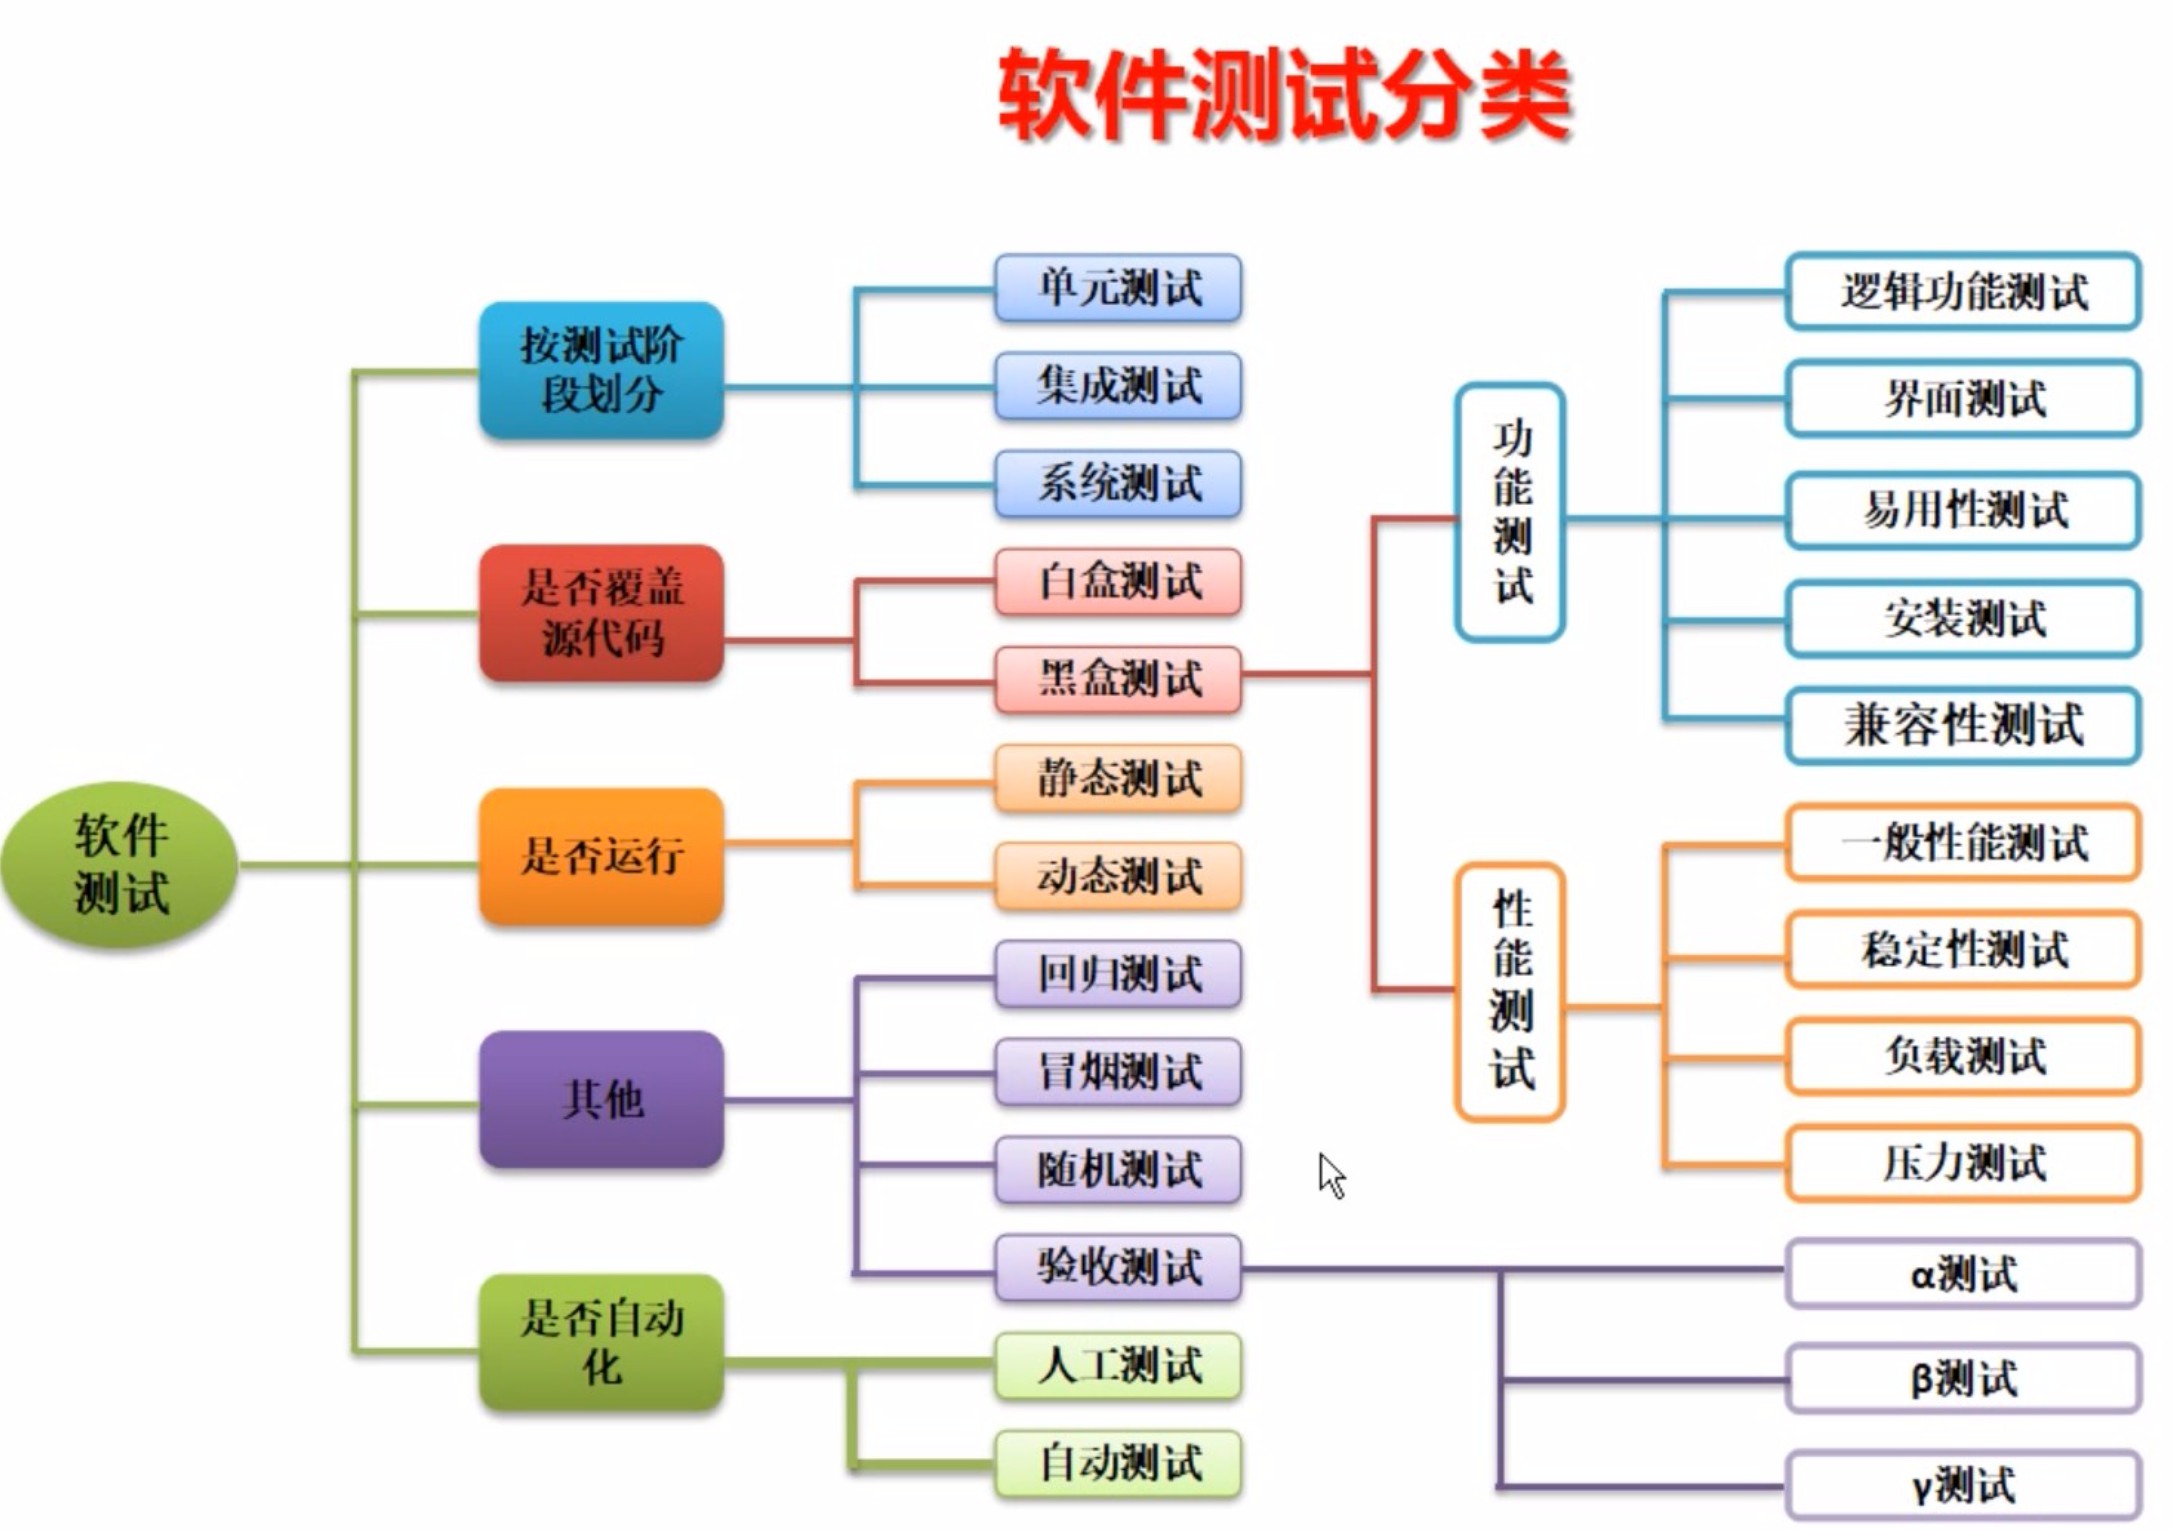 软件测试分类
软件
测试
按测试阶
段划分
单元测试
集成测试
系统测试
是否覆盖
源代码
白盒测试
黑盒测试
功
能
测
试
逻辑功能测试
界面测试
易用性测试
安装测试
兼容性测试
性
能
测
试
一般性能测试
稳定性测试
负载测试
压力测试
是否运行
静态测试
动态测试
其他
回归测试
冒烟测试
随机测试
验收测试
α测试
β测试
γ测试
是否自动
化
人工测试
自动测试